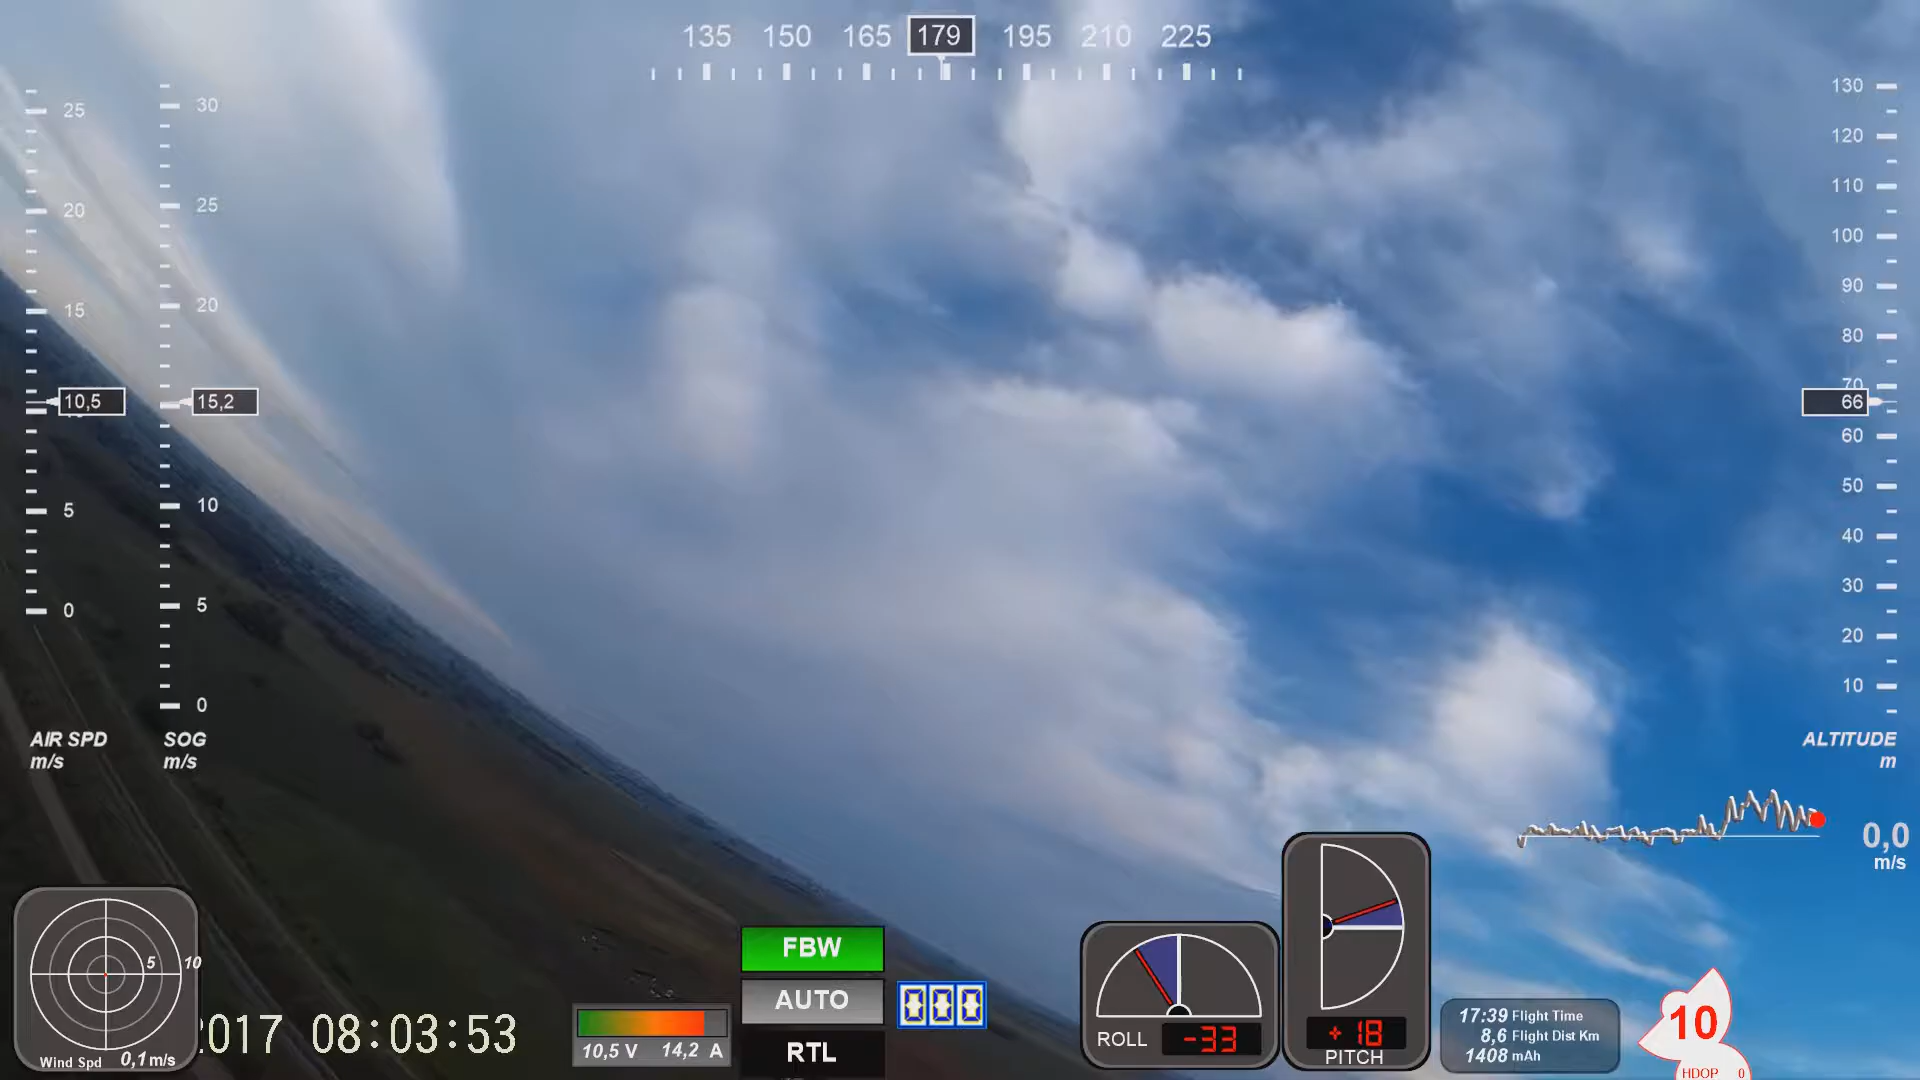 135 150 165 179 195 210 225
25
20
15
10,5
5
0
AIR SPD
m/s
30
25
20
15,2
10
5
0
SOG
m/s
130
120
110
100
90
80
70
66
60
50
40
30
20
10
ALTITUDE
m
0,0
m/s
5 10
Wind Spd 0,1 m/s
2017 08:03:53
10,5 V 14,2 A
FBW
AUTO
RTL
000
ROLL -33
+18
PITCH
17:39 Flight Time
8,6 Flight Dist Km
1408 mAh
10
HDOP 0